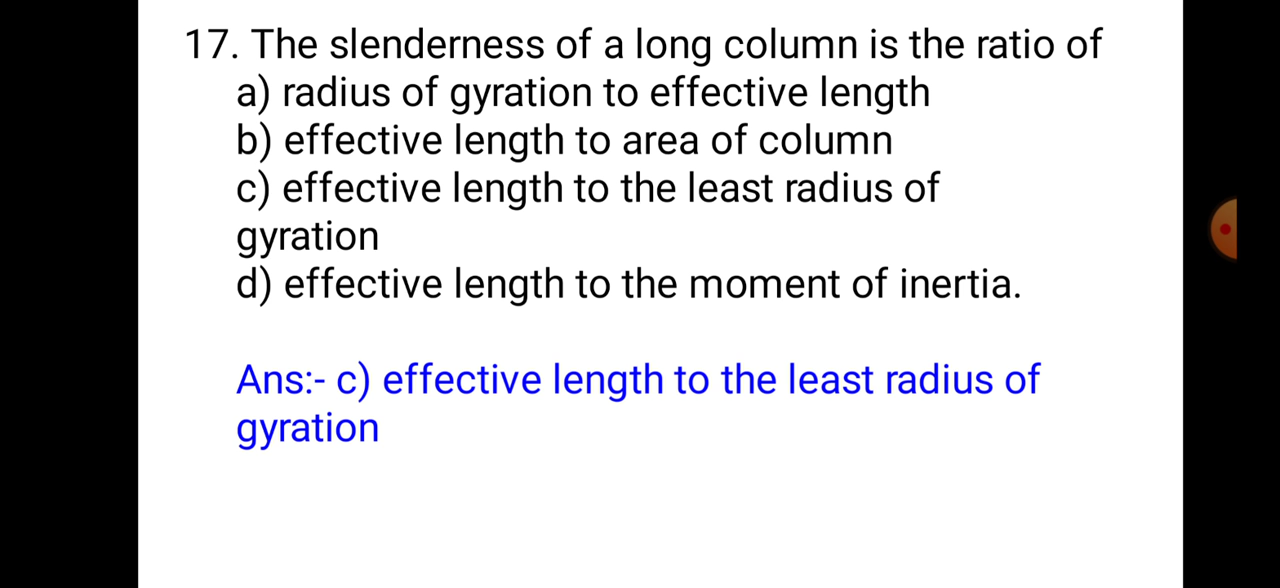 17. The slenderness of a long column is the ratio of
a) radius of gyration to effective length
b) effective length to area of column
c) effective length to the least radius of
gyration
d) effective length to the moment of inertia.
Ans:- c) effective length to the least radius of
gyration